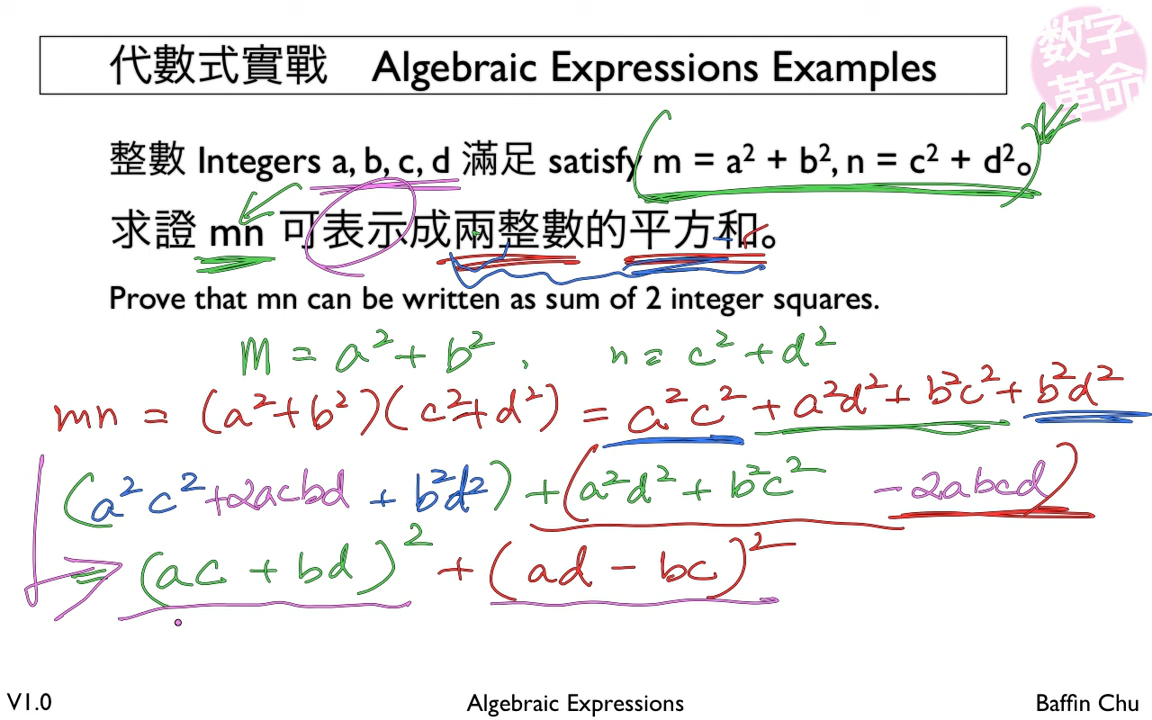 代數式實戰 Algebraic Expressions Examples
数字
革命
整數 Integers a, b, c, d 滿足 satisfy m = a² + b², n = c² + d²。
求證 mn 可表示成兩整數的平方和。
Prove that mn can be written as sum of 2 integer squares.
M = a² + b² , n = c² + d²
mn = (a² + b²)(c² + d²) = a²c² + a²d² + b²c² + b²d²
(a²c² + 2acbd + b²d²) + (a²d² + b²c² - 2abcd)
= (ac + bd)² + (ad - bc)²
V1.0 Algebraic Expressions Baffin Chu